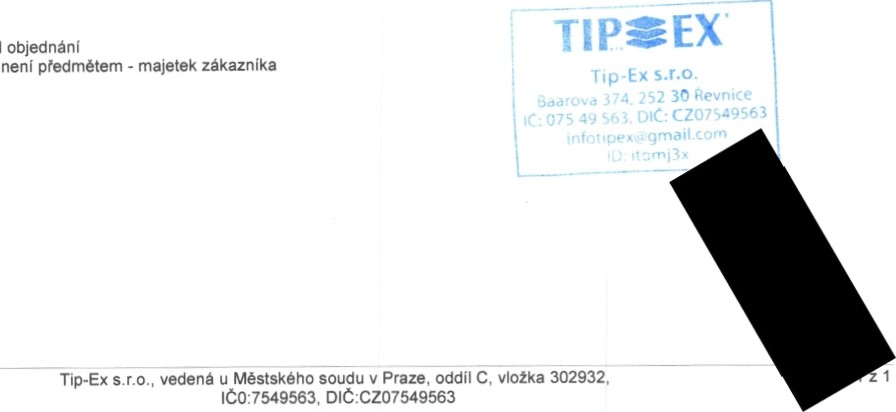 objednání
není předmětem - majetek zákazníka
TIP EX
Tip-Ex s.r.o.
Baarova 374, 252 30 Řevnice
IČ: 075 49 563, DIČ: CZ07549563
infotipex@gmail.com
ID: itqmj3x
Tip-Ex s.r.o., vedená u Městského soudu v Praze, oddíl C, vložka 302932,
IČ0:7549563, DIČ:CZ07549563
z 1